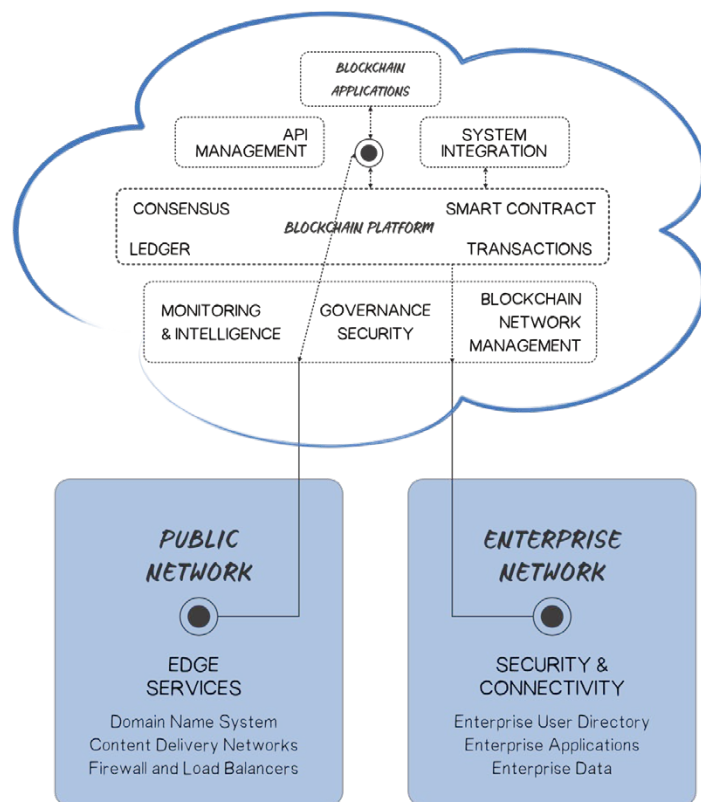 BLOCKCHAIN
APPLICATIONS
API
MANAGEMENT
SYSTEM
INTEGRATION
CONSENSUS
SMART CONTRACT
BLOCKCHAIN PLATFORM
LEDGER
TRANSACTIONS
MONITORING
& INTELLIGENCE
GOVERNANCE
SECURITY
BLOCKCHAIN
NETWORK
MANAGEMENT
PUBLIC
NETWORK
EDGE
SERVICES
Domain Name System
Content Delivery Networks
Firewall and Load Balancers
ENTERPRISE
NETWORK
SECURITY &
CONNECTIVITY
Enterprise User Directory
Enterprise Applications
Enterprise Data